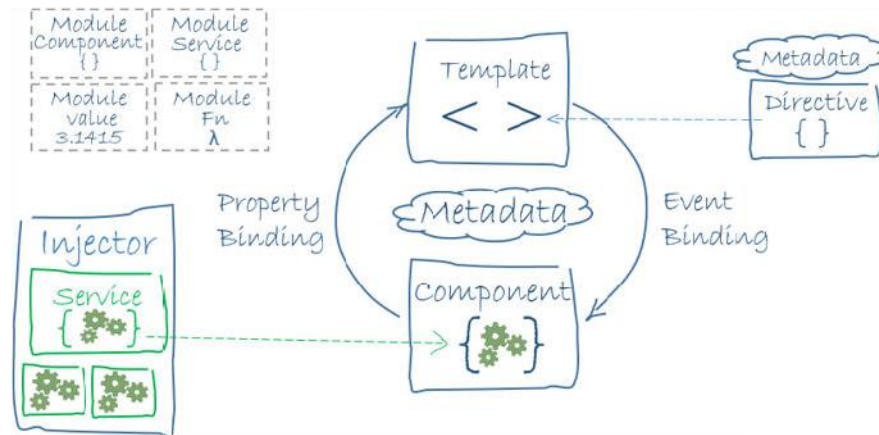 Module
Component
{ }
Module
Service
{ }
Module
value
3.1415
Module
Fn
λ
Template
< >
Metadata
Directive
{ }
Property
Binding
Metadata
Event
Binding
Injector
Service
{ }
Component
{ }